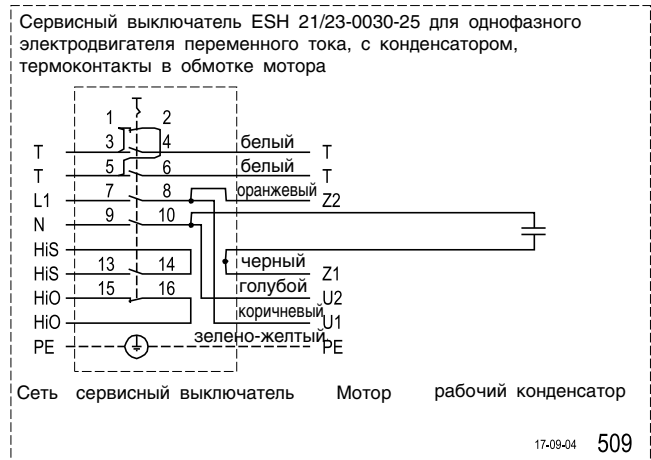 Сервисный выключатель ESH 21/23-0030-25 для однофазного
электродвигателя переменного тока, с конденсатором,
термоконтакты в обмотке мотора
1 2
T 3 4 белый T
T 5 6 белый T
L1 7 8 оранжевый Z2
N 9 10
HiS
HiS 13 14 черный Z1
HiO 15 16 голубой U2
HiO коричневый U1
PE зелено-желтый PE
Сеть сервисный выключатель Мотор рабочий конденсатор
17-09-04 509